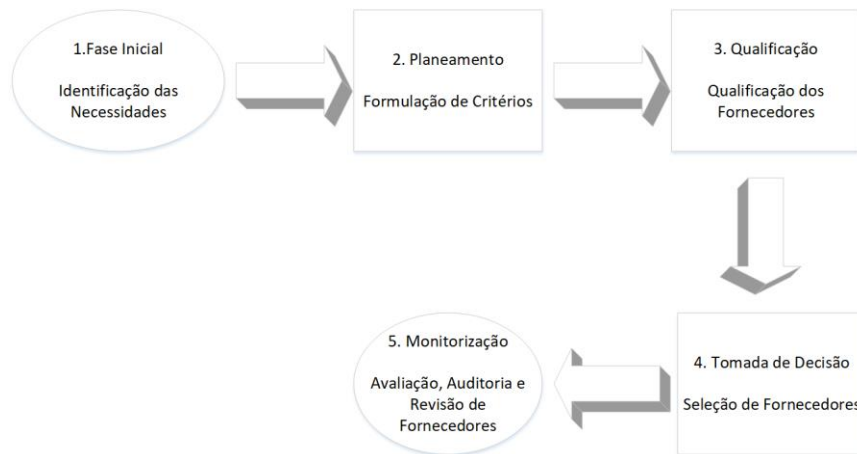 1.Fase Inicial
Identificação das
Necessidades
2. Planeamento
Formulação de Critérios
3. Qualificação
Qualificação dos
Fornecedores
4. Tomada de Decisão
Seleção de Fornecedores
5. Monitorização
Avaliação, Auditoria e
Revisão de
Fornecedores